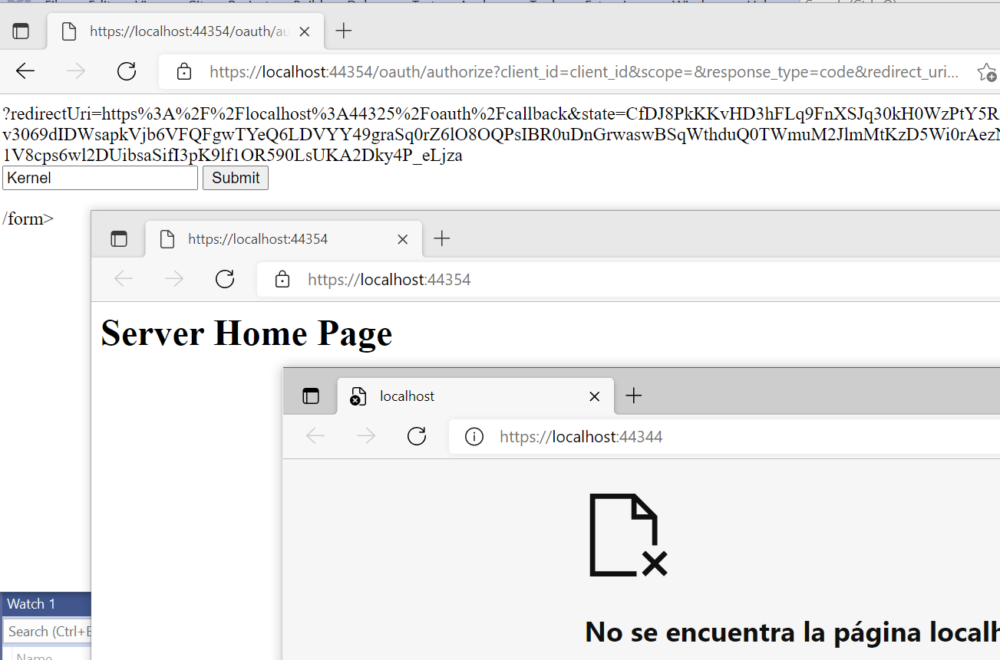 https://localhost:44354/oauth/au
https://localhost:44354/oauth/authorize?client_id=client_id&scope=&response_type=code&redirect_uri...
?redirectUri=https%3A%2F%2Flocalhost%3A44325%2Foauth%2Fcallback&state=CfDJ8PkKKvHD3hFLq9FnXSJq30kH0WzPtY5R
v3069dIDWsapkVjb6VFQFgwTYeQ6LDVYY49graSq0rZ6lO8OQPsIBR0uDnGrwaswBSqWthduQ0TWmuM2JlmMtKzD5Wi0rAezN
1V8cps6wl2DUibsaSifI3pK9lf1OR590LsUKA2Dky4P_eLjza
Kernel Submit
/form>
https://localhost:44354
https://localhost:44354
Server Home Page
localhost
https://localhost:44344
No se encuentra la página localh
Watch 1
Search (Ctrl+E
Name